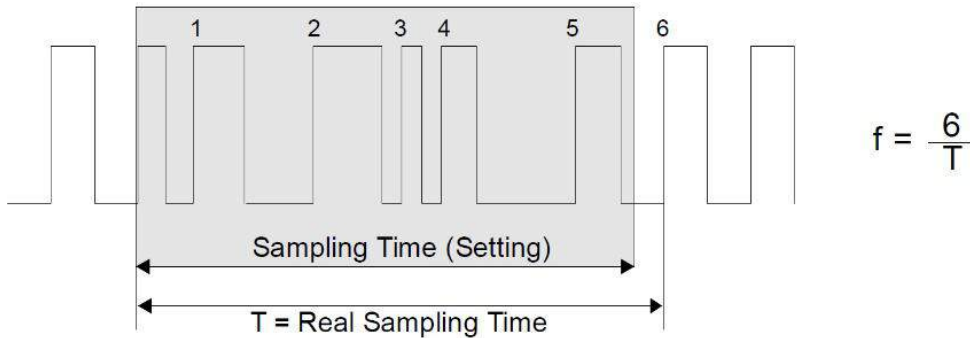 1 2 3 4 5 6
f = 6/T
Sampling Time (Setting)
T = Real Sampling Time